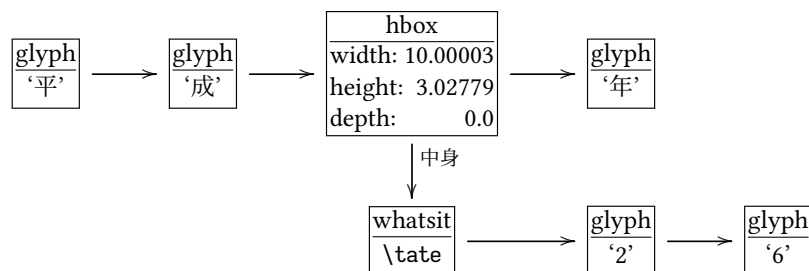 glyph
‘平’
glyph
‘成’
hbox
width: 10.00003
height: 3.02779
depth: 0.0
glyph
‘年’
中身
whatsit
\tate
glyph
‘2’
glyph
‘6’